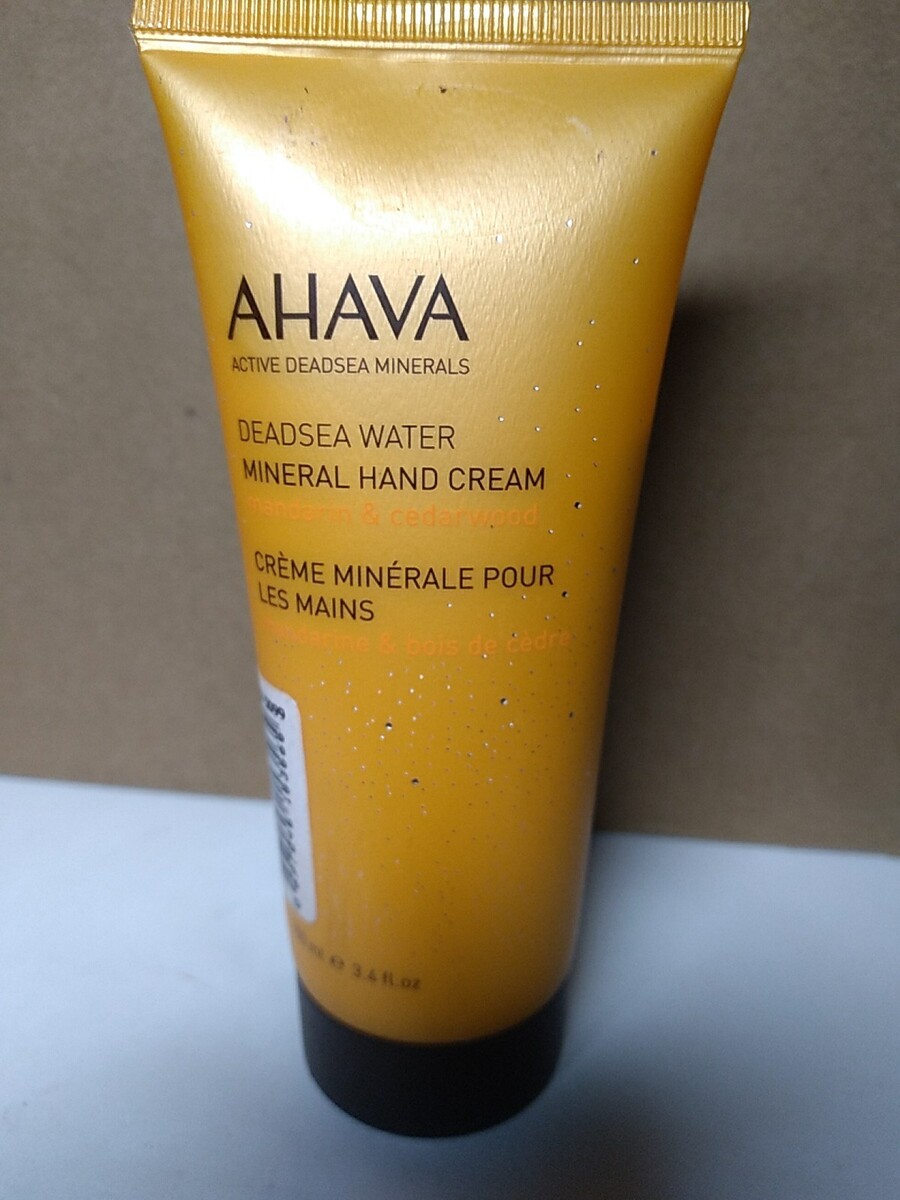 AHAVA
ACTIVE DEADSEA MINERALS
DEADSEA WATER
MINERAL HAND CREAM
mandarin & cedarwood
CRÈME MINÉRALE POUR
LES MAINS
mandarine & bois de cèdre
e 3.4 fl.oz